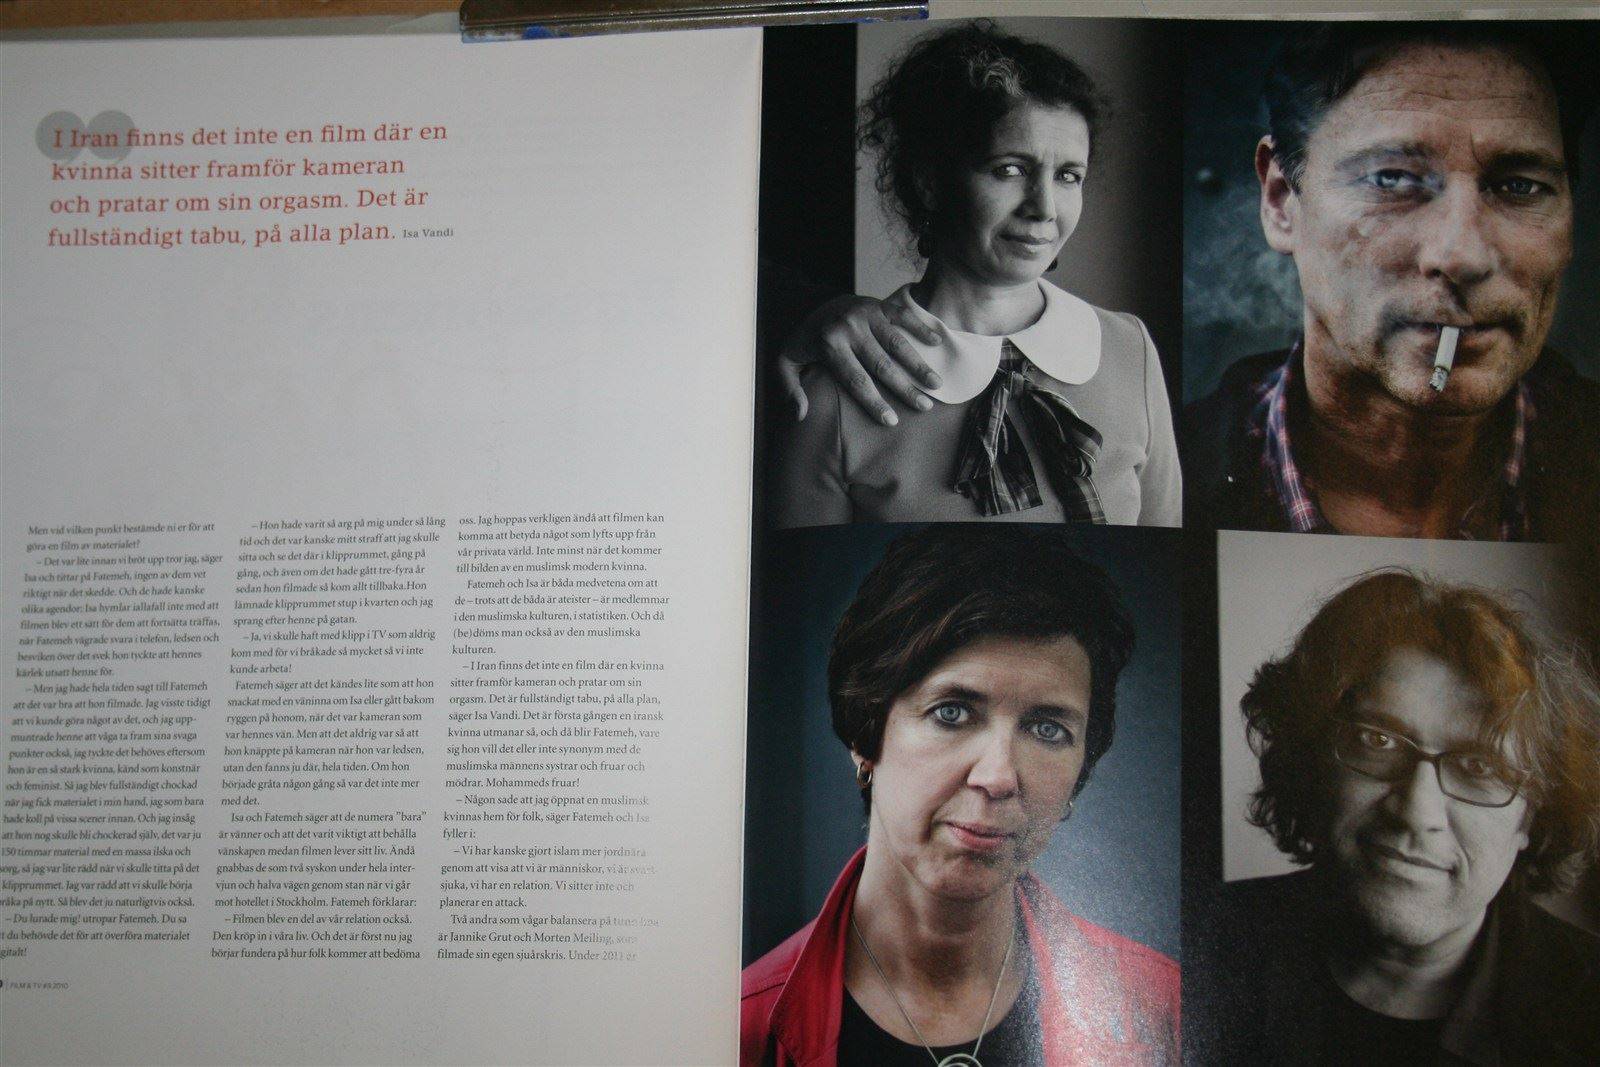 I Iran finns det inte en film där en
kvinna sitter framför kameran
och pratar om sin orgasm. Det är
fullständigt tabu, på alla plan. Isa Vandi
Men vid vilken punkt bestämde ni er för att
göra en film av materialet?
– Det var lite innan vi bröt upp tror jag, säger
Isa och tittar på Fatemeh, ingen av dem vet
riktigt när det skedde. Och de hade kanske
olika agendor: Isa hymlar iallafall inte med att
filmen blev ett sätt för dem att fortsätta träffas,
när Fatemeh vägrade svara i telefon, ledsen och
besviken över det svek hon tyckte att hennes
kärlek utsatt henne för.
– Men jag hade hela tiden sagt till Fatemeh
att det var bra att hon filmade. Jag visste tidigt
att vi kunde göra något av det, och jag upp-
muntrade henne att våga ta fram sina svaga
punkter också, jag tyckte det behöves eftersom
hon är en så stark kvinna, känd som konstnär
och feminist. Så jag blev fullständigt chockad
när jag fick materialet i min hand, jag som bara
hade koll på vissa scener innan. Och jag insåg
att hon nog skulle bli chockerad själv, det var ju
150 timmar material med en massa ilska och
sorg, så jag var lite rädd när vi skulle titta på det
klipprummet. Jag var rädd att vi skulle börja
råka på nytt. Så blev det ju naturligtvis också.
– Du lurade mig! utropar Fatemeh. Du sa
t du behövde det för att överföra materialet
gitalt!
FILM & TV #3 2010
– Hon hade varit så arg på mig under så lång
tid och det var kanske mitt straff att jag skulle
sitta och se det där i klipprummet, gång på
gång, och även om det hade gått tre-fyra år
sedan hon filmade så kom allt tillbaka.Hon
lämnade klipprummet stup i kvarten och jag
sprang efter henne på gatan.
– Ja, vi skulle haft med klipp i TV som aldrig
kom med för vi bråkade så mycket så vi inte
kunde arbeta!
Fatemeh säger att det kändes lite som att hon
snackat med en väninna om Isa eller gått bakom
ryggen på honom, när det var kameran som
var hennes vän. Men att det aldrig var så att
hon knäppte på kameran när hon var ledsen,
utan den fanns ju där, hela tiden. Om hon
började gråta någon gång så var det inte mer
med det.
Isa och Fatemeh säger att de numera ”bara”
är vänner och att det varit viktigt att behålla
vänskapen medan filmen lever sitt liv. Ändå
gnabbas de som två syskon under hela inter-
vjun och halva vägen genom stan när vi går
mot hotellet i Stockholm. Fatemeh förklarar:
– Filmen blev en del av vår relation också.
Den kröp in i våra liv. Och det är först nu jag
börjar fundera på hur folk kommer att bedöma
oss. Jag hoppas verkligen ändå att filmen kan
komma att betyda något som lyfts upp från
vår privata värld. Inte minst när det kommer
till bilden av en muslimsk modern kvinna.
Fatemeh och Isa är båda medvetena om att
de – trots att de båda är ateister – är medlemmar
i den muslimska kulturen, i statistiken. Och då
(be)döms man också av den muslimska
kulturen.
– I Iran finns det inte en film där en kvinna
sitter framför kameran och pratar om sin
orgasm. Det är fullständigt tabu, på alla plan,
säger Isa Vandi. Det är första gången en iransk
kvinna utmanar så, och då blir Fatemeh, vare
sig hon vill det eller inte synonym med de
muslimska männens systrar och fruar och
mödrar. Mohammeds fruar!
– Någon sade att jag öppnat en muslimsk
kvinnas hem för folk, säger Fatemeh och Isa
fyller i:
– Vi har kanske gjort islam mer jordnära
genom att visa att vi är människor, vi är svart-
sjuka, vi har en relation. Vi sitter inte och
planerar en attack.
Två andra som vågar balansera på tunn lina
är Jannike Grut och Morten Meiling, som
filmade sin egen sjuårskris. Under 2011 är